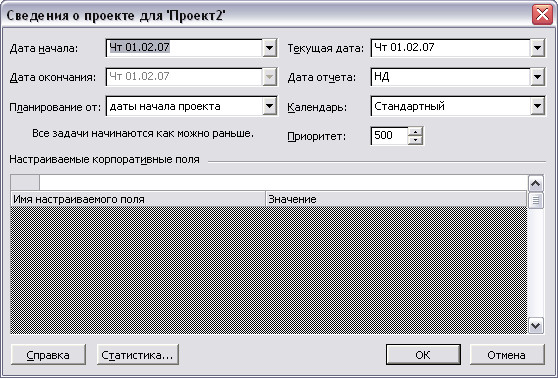 Сведения о проекте для 'Проект2'
Дата начала: Чт 01.02.07 Текущая дата: Чт 01.02.07
Дата окончания: Чт 01.02.07 Дата отчета: НД
Планирование от: даты начала проекта Календарь: Стандартный
Все задачи начинаются как можно раньше. Приоритет: 500
Настраиваемые корпоративные поля
Имя настраиваемого поля Значение
Справка Статистика... ОК Отмена